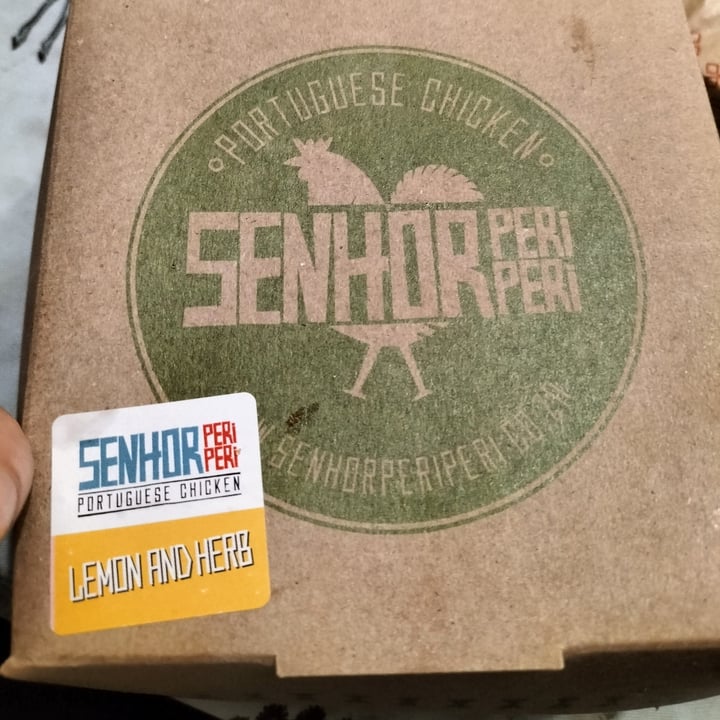 PORTUGUESE CHICKEN
SENHOR PERi PERi
.SENHORPERIPERI.CO.ZA
SENHOR PERi PERi
PORTUGUESE CHICKEN
LEMON AND HERB